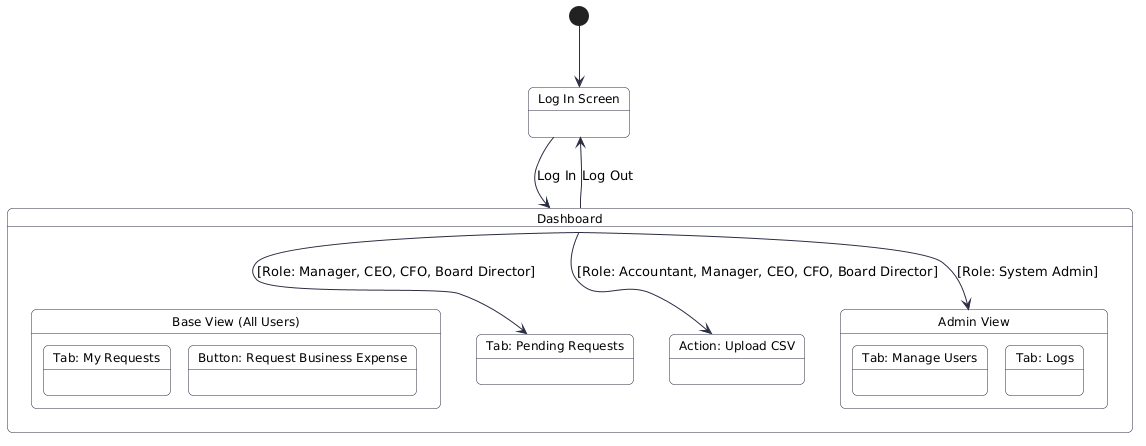 Log In Screen
Log In
Log Out
Dashboard
[Role: Manager, CEO, CFO, Board Director]
[Role: Accountant, Manager, CEO, CFO, Board Director]
[Role: System Admin]
Base View (All Users)
Tab: My Requests
Button: Request Business Expense
Tab: Pending Requests
Action: Upload CSV
Admin View
Tab: Manage Users
Tab: Logs